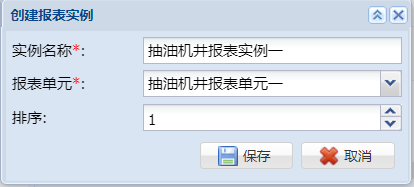 创建报表实例
实例名称*: 抽油机井报表实例一
报表单元*: 抽油机井报表单元一
排序: 1
保存 取消